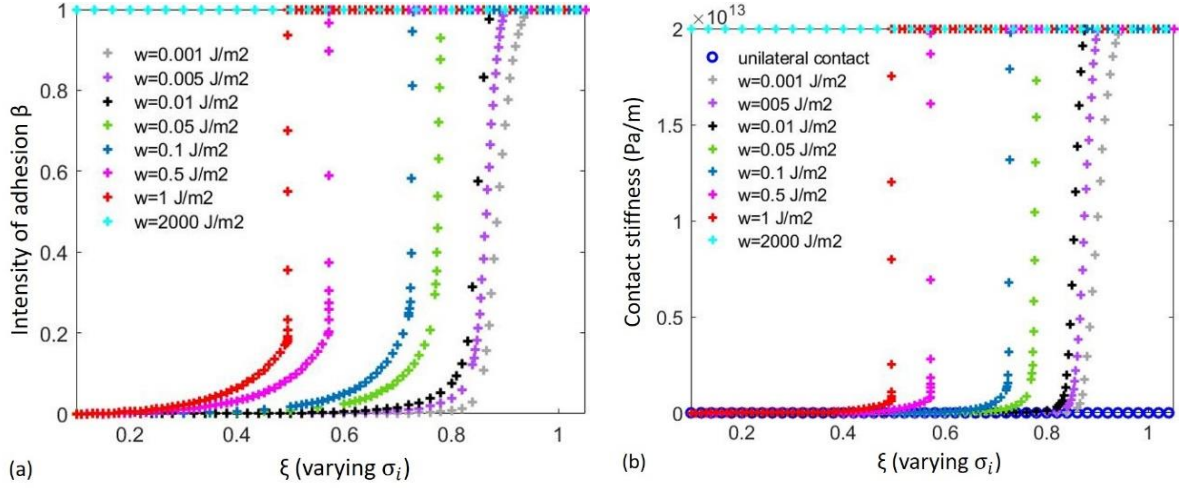 Intensity of adhesion β
1
0.8
0.6
0.4
0.2
0
w=0.001 J/m2
w=0.005 J/m2
w=0.01 J/m2
w=0.05 J/m2
w=0.1 J/m2
w=0.5 J/m2
w=1 J/m2
w=2000 J/m2
0.2
0.4
0.6
0.8
1
(a)
ξ (varying σi)
Contact stiffness (Pa/m)
×10^13
2
1.5
1
0.5
0
unilateral contact
w=0.001 J/m2
w=005 J/m2
w=0.01 J/m2
w=0.05 J/m2
w=0.1 J/m2
w=0.5 J/m2
w=1 J/m2
w=2000 J/m2
0.2
0.4
0.6
0.8
1
(b)
ξ (varying σi)